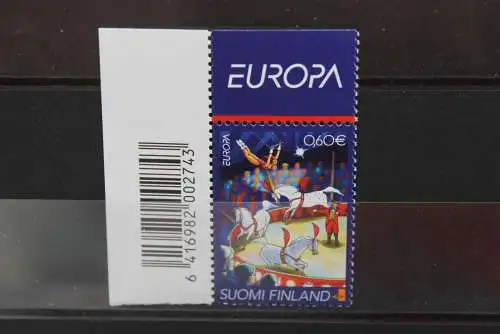 EUROPA
EUROPA
0,60€
6 416982 002743
SUOMI FINLAND